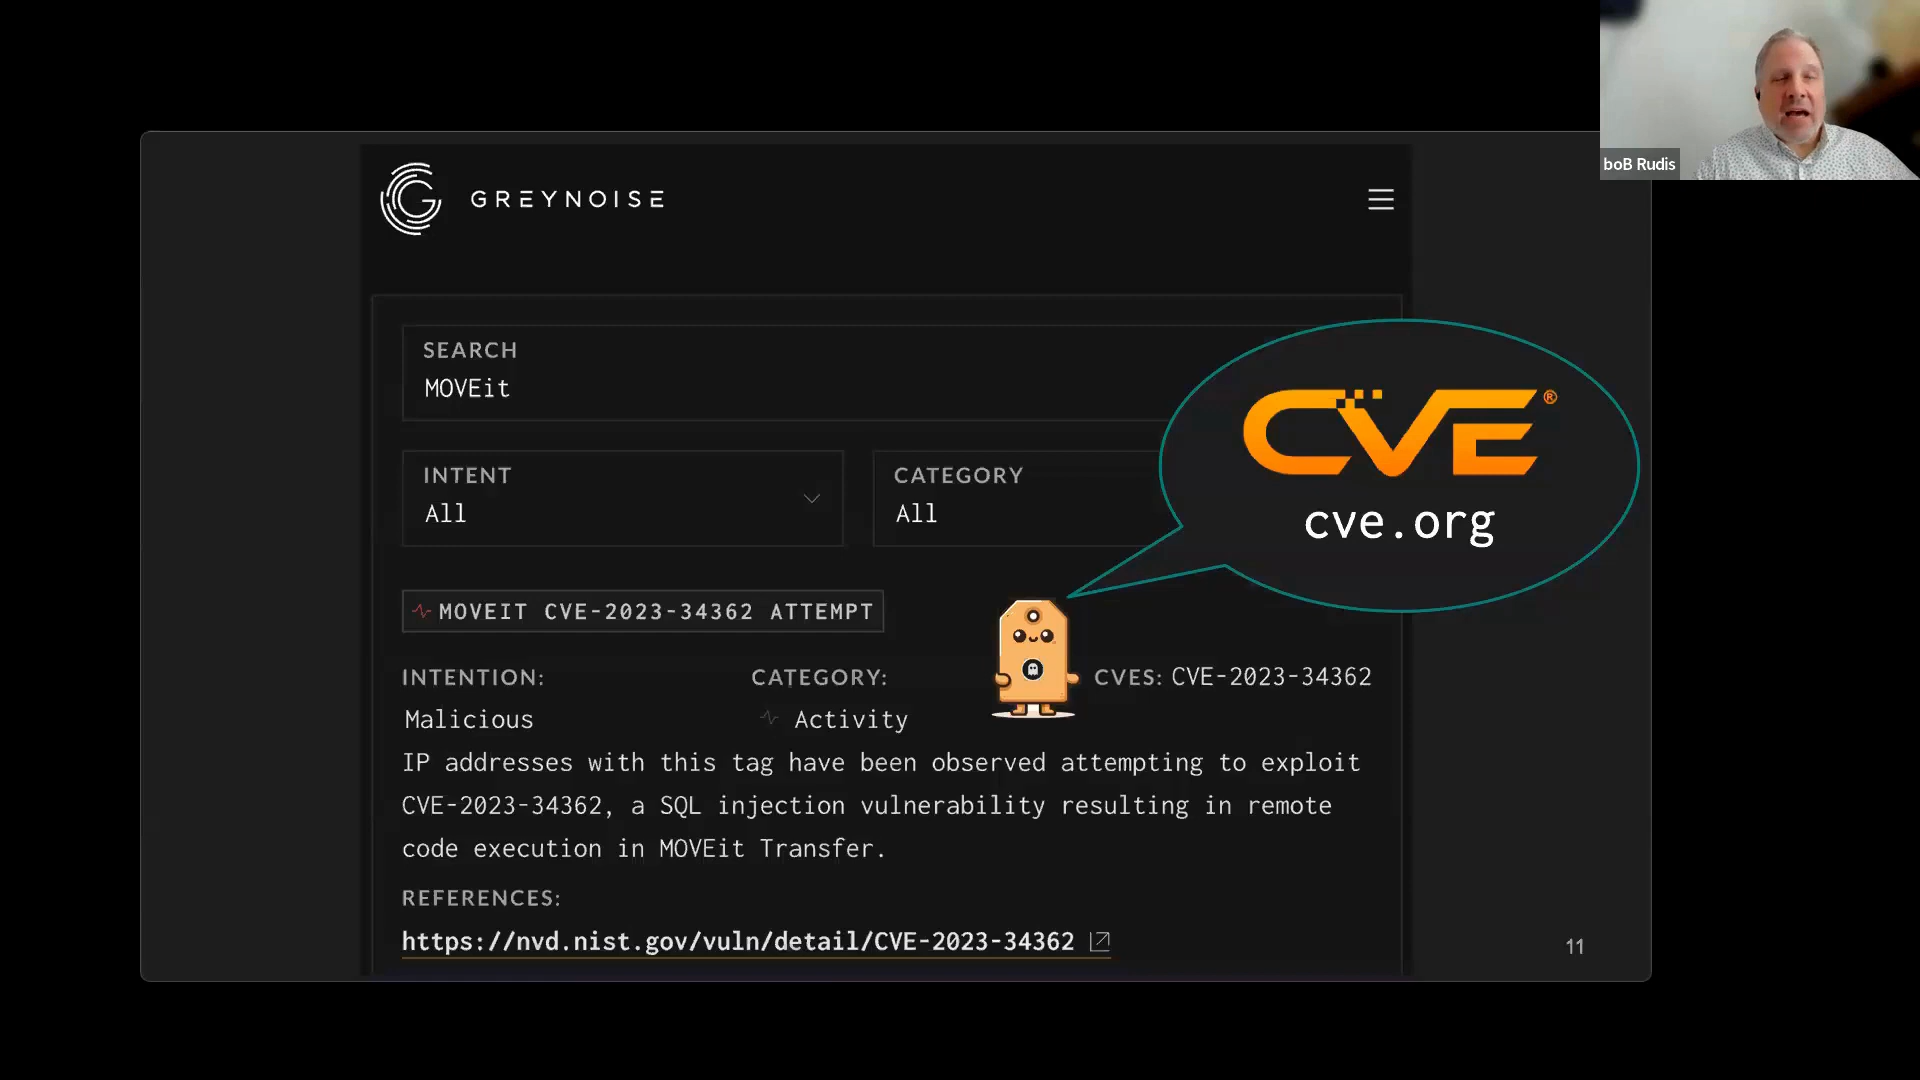 boB Rudis
GREYNOISE
SEARCH
MOVEit
INTENT
All
CATEGORY
All
CVE®
cve.org
MOVEIT CVE-2023-34362 ATTEMPT
INTENTION:
Malicious
CATEGORY:
Activity
CVES: CVE-2023-34362
IP addresses with this tag have been observed attempting to exploit
CVE-2023-34362, a SQL injection vulnerability resulting in remote
code execution in MOVEit Transfer.
REFERENCES:
https://nvd.nist.gov/vuln/detail/CVE-2023-34362
11